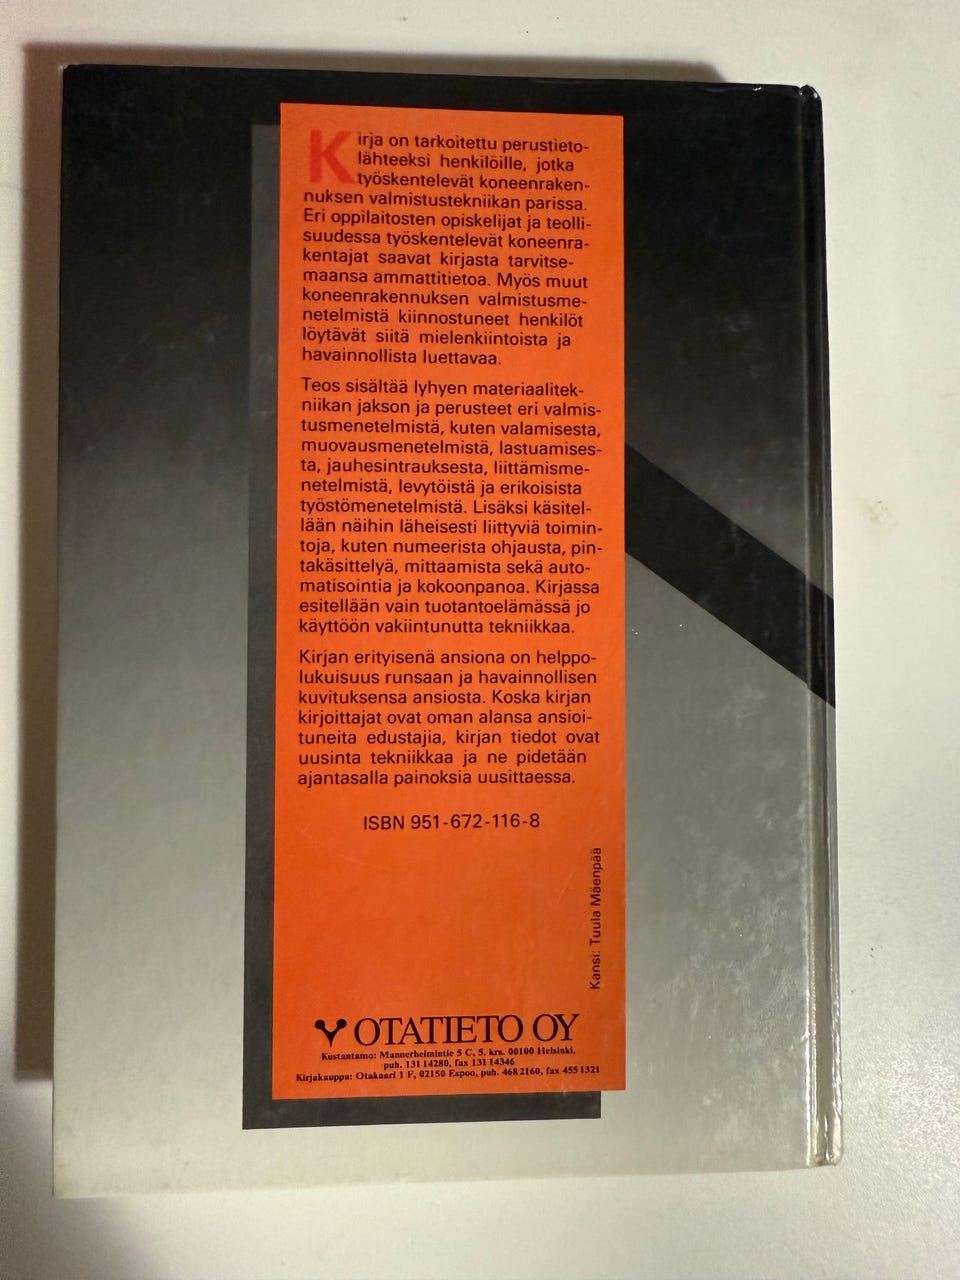 Kirja on tarkoitettu perustieto-
lähteeksi henkilöille, jotka
työskentelevät koneenraken-
nuksen valmistustekniikan parissa.
Eri oppilaitosten opiskelijat ja teolli-
suudessa työskentelevät koneenra-
kentajat saavat kirjasta tarvitse-
maansa ammattitietoa. Myös muut
koneenrakennuksen valmistusme-
netelmistä kiinnostuneet henkilöt
löytävät siitä mielenkiintoista ja
havainnollista luettavaa.
Teos sisältää lyhyen materiaalitek-
niikan jakson ja perusteet eri valmis-
tusmenetelmistä, kuten valamisesta,
muovausmenetelmistä, lastuamises-
ta, jauhesintrauksesta, liittämisme-
netelmistä, levytöistä ja erikoisista
työstömenetelmistä. Lisäksi käsitel-
lään näihin läheisesti liittyviä toimin-
toja, kuten numeerista ohjausta, pin-
takäsittelyä, mittaamista sekä auto-
matisointia ja kokoonpanoa. Kirjassa
esitellään vain tuotantoelämässä jo
käyttöön vakiintunutta tekniikkaa.
Kirjan erityisenä ansiona on helppo-
lukuisuus runsaan ja havainnollisen
kuvituksensa ansiosta. Koska kirjan
kirjoittajat ovat oman alansa ansioi-
tuneita edustajia, kirjan tiedot ovat
uusinta tekniikkaa ja ne pidetään
ajantasalla painoksia uusittaessa.
ISBN 951-672-116-8
Kansi: Tuula Mäenpää
OTATIETO OY
Kustantamo: Mannerheimintie 5 C, 5. krs. 00100 Helsinki,
puh. 131 14280, fax 131 14346
Kirjakauppa: Otakaari 1 F, 02150 Espoo, puh. 468 2160, fax 455 1321